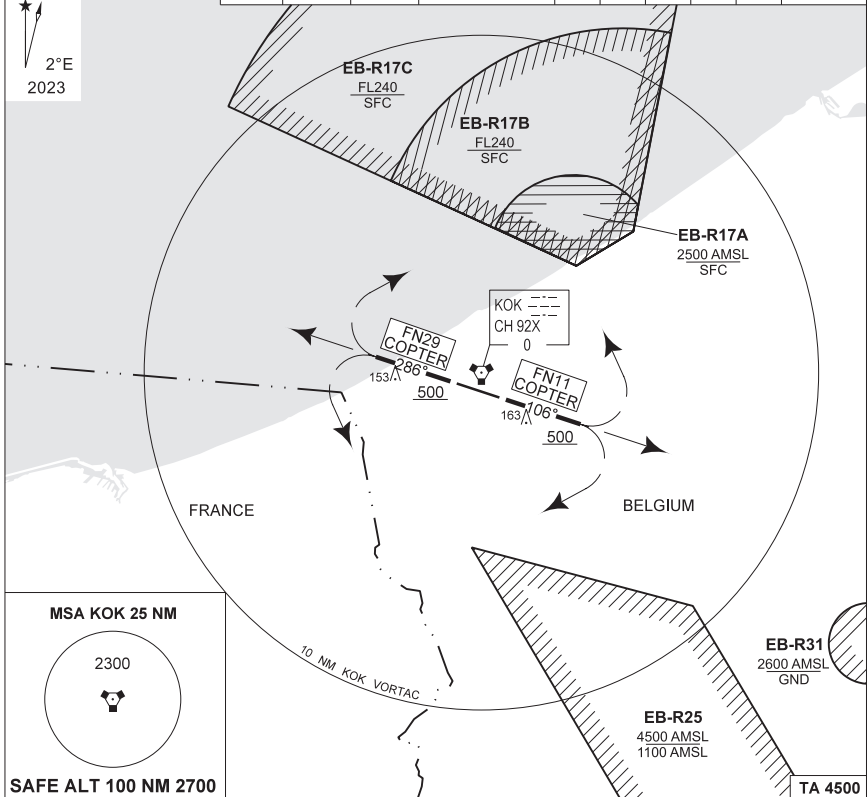 2°E
2023
EB-R17C
FL240
SFC
EB-R17B
FL240
SFC
EB-R17A
2500 AMSL
SFC
KOK
CH 92X
0
FN29
COPTER
286°
153
500
FN11
COPTER
106°
163
500
FRANCE
BELGIUM
10 NM KOK VORTAC
MSA KOK 25 NM
2300
SAFE ALT 100 NM 2700
EB-R31
2600 AMSL
GND
EB-R25
4500 AMSL
1100 AMSL
TA 4500